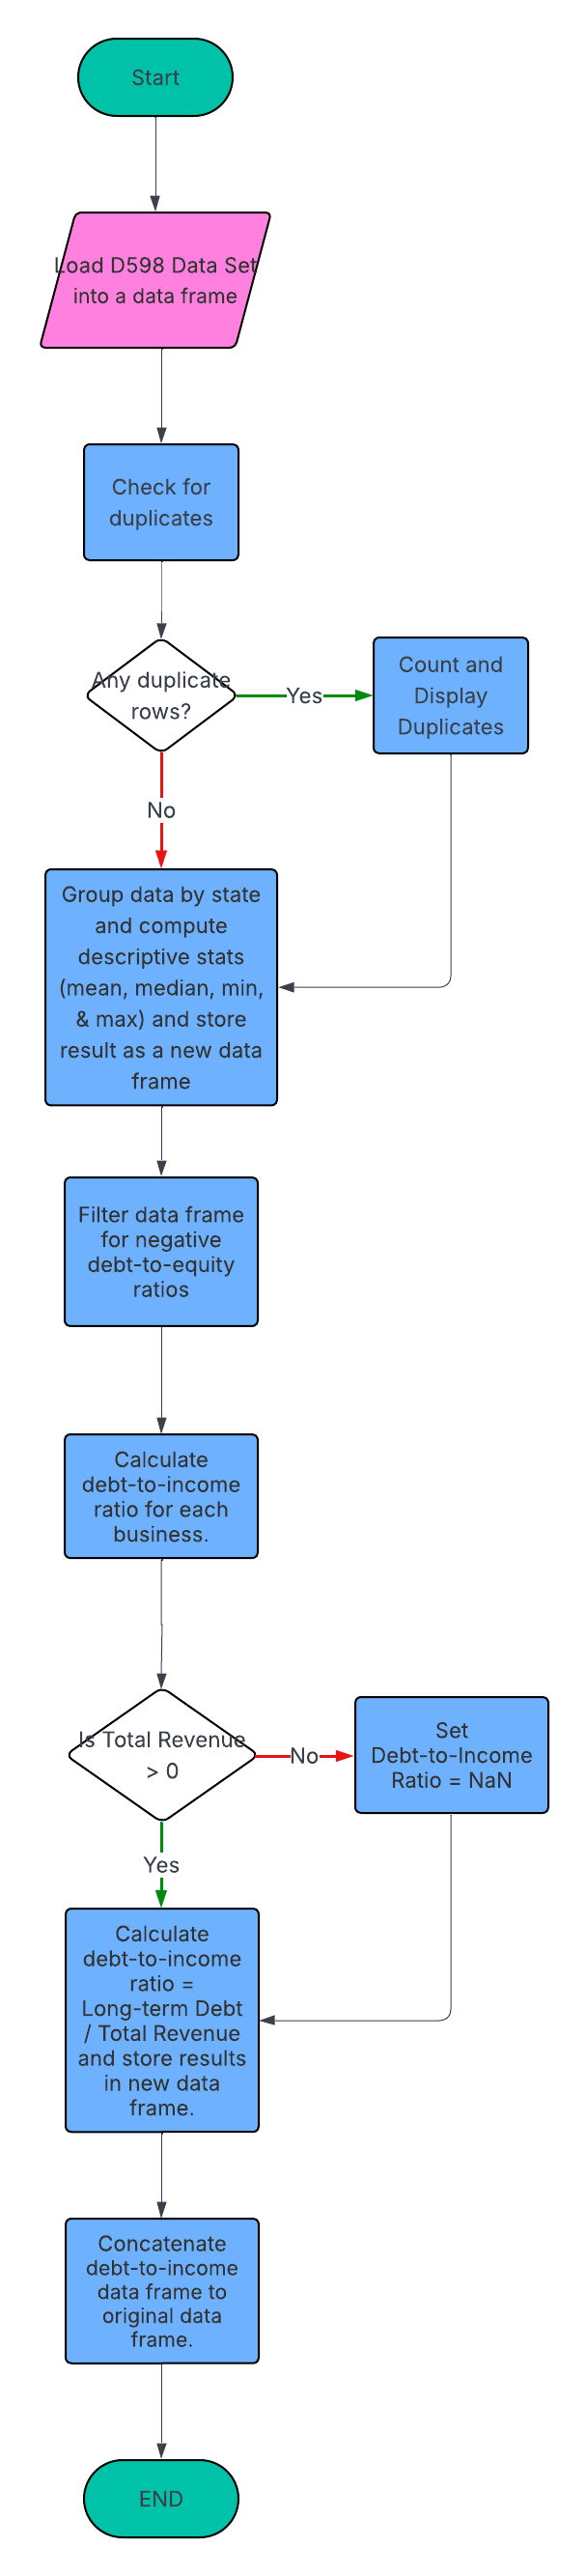 Start
Load D598 Data Set
into a data frame
Check for
duplicates
Any duplicate
rows?
Yes
Count and
Display
Duplicates
No
Group data by state
and compute
descriptive stats
(mean, median, min,
& max) and store
result as a new data
frame
Filter data frame
for negative
debt-to-equity
ratios
Calculate
debt-to-income
ratio for each
business.
Is Total Revenue
> 0
No
Set
Debt-to-Income
Ratio = NaN
Yes
Calculate
debt-to-income
ratio =
Long-term Debt
/ Total Revenue
and store results
in new data
frame.
Concatenate
debt-to-income
data frame to
original data
frame.
END